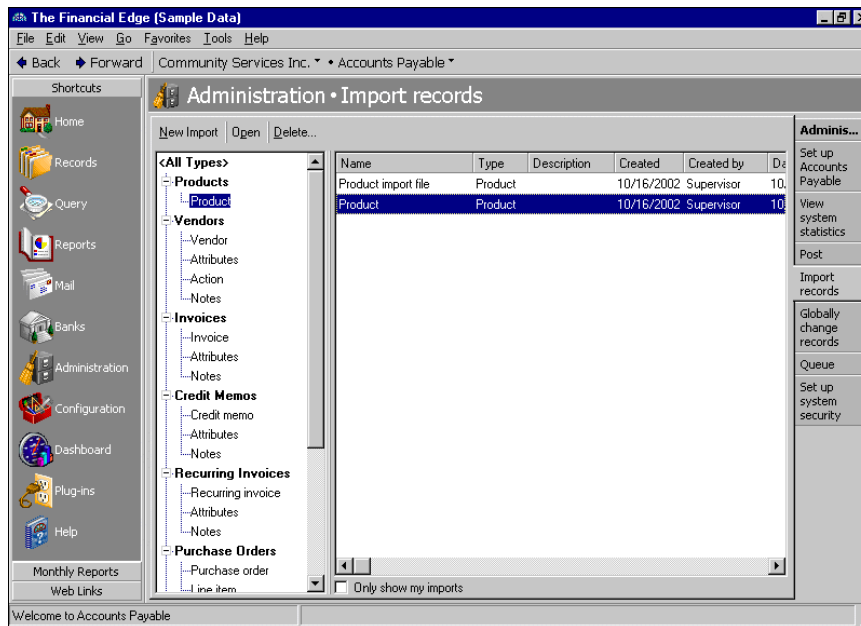 The Financial Edge (Sample Data)
File Edit View Go Favorites Tools Help
Back Forward Community Services Inc. • Accounts Payable
Shortcuts
Home
Records
Query
Reports
Mail
Banks
Administration
Configuration
Dashboard
Plug-ins
Help
Monthly Reports
Web Links
Administration • Import records
New Import Open Delete...
<All Types>
Products
Product
Vendors
Vendor
Attributes
Action
Notes
Invoices
Invoice
Attributes
Notes
Credit Memos
Credit memo
Attributes
Notes
Recurring Invoices
Recurring invoice
Attributes
Notes
Purchase Orders
Purchase order
Line item
Name Type Description Created Created by Da
Product import file Product 10/16/2002 Supervisor 10.
Product Product 10/16/2002 Supervisor 10
Only show my imports
Adminis...
Set up
Accounts
Payable
View
system
statistics
Post
Import
records
Globally
change
records
Queue
Set up
system
security
Welcome to Accounts Payable